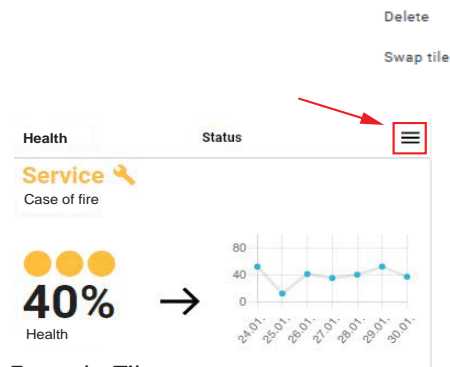 Delete
Swap tile
Health Status
Service
Case of fire
40%
Health
80
40
0
24.01. 25.01. 26.01. 27.01. 28.01. 29.01. 30.01.